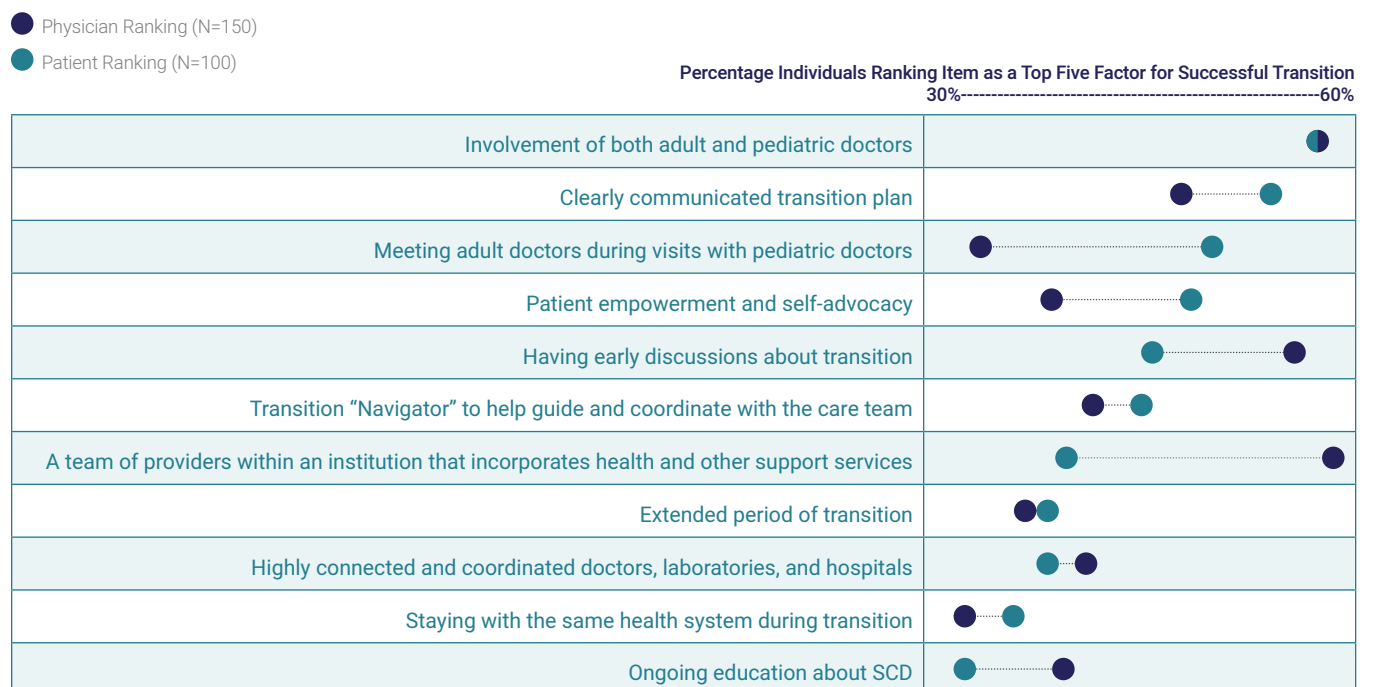 Physician Ranking (N=150)
Patient Ranking (N=100)
Percentage Individuals Ranking Item as a Top Five Factor for Successful Transition
30%------------------------------------------------------------60%
Involvement of both adult and pediatric doctors
Clearly communicated transition plan
Meeting adult doctors during visits with pediatric doctors
Patient empowerment and self-advocacy
Having early discussions about transition
Transition “Navigator” to help guide and coordinate with the care team
A team of providers within an institution that incorporates health and other support services
Extended period of transition
Highly connected and coordinated doctors, laboratories, and hospitals
Staying with the same health system during transition
Ongoing education about SCD